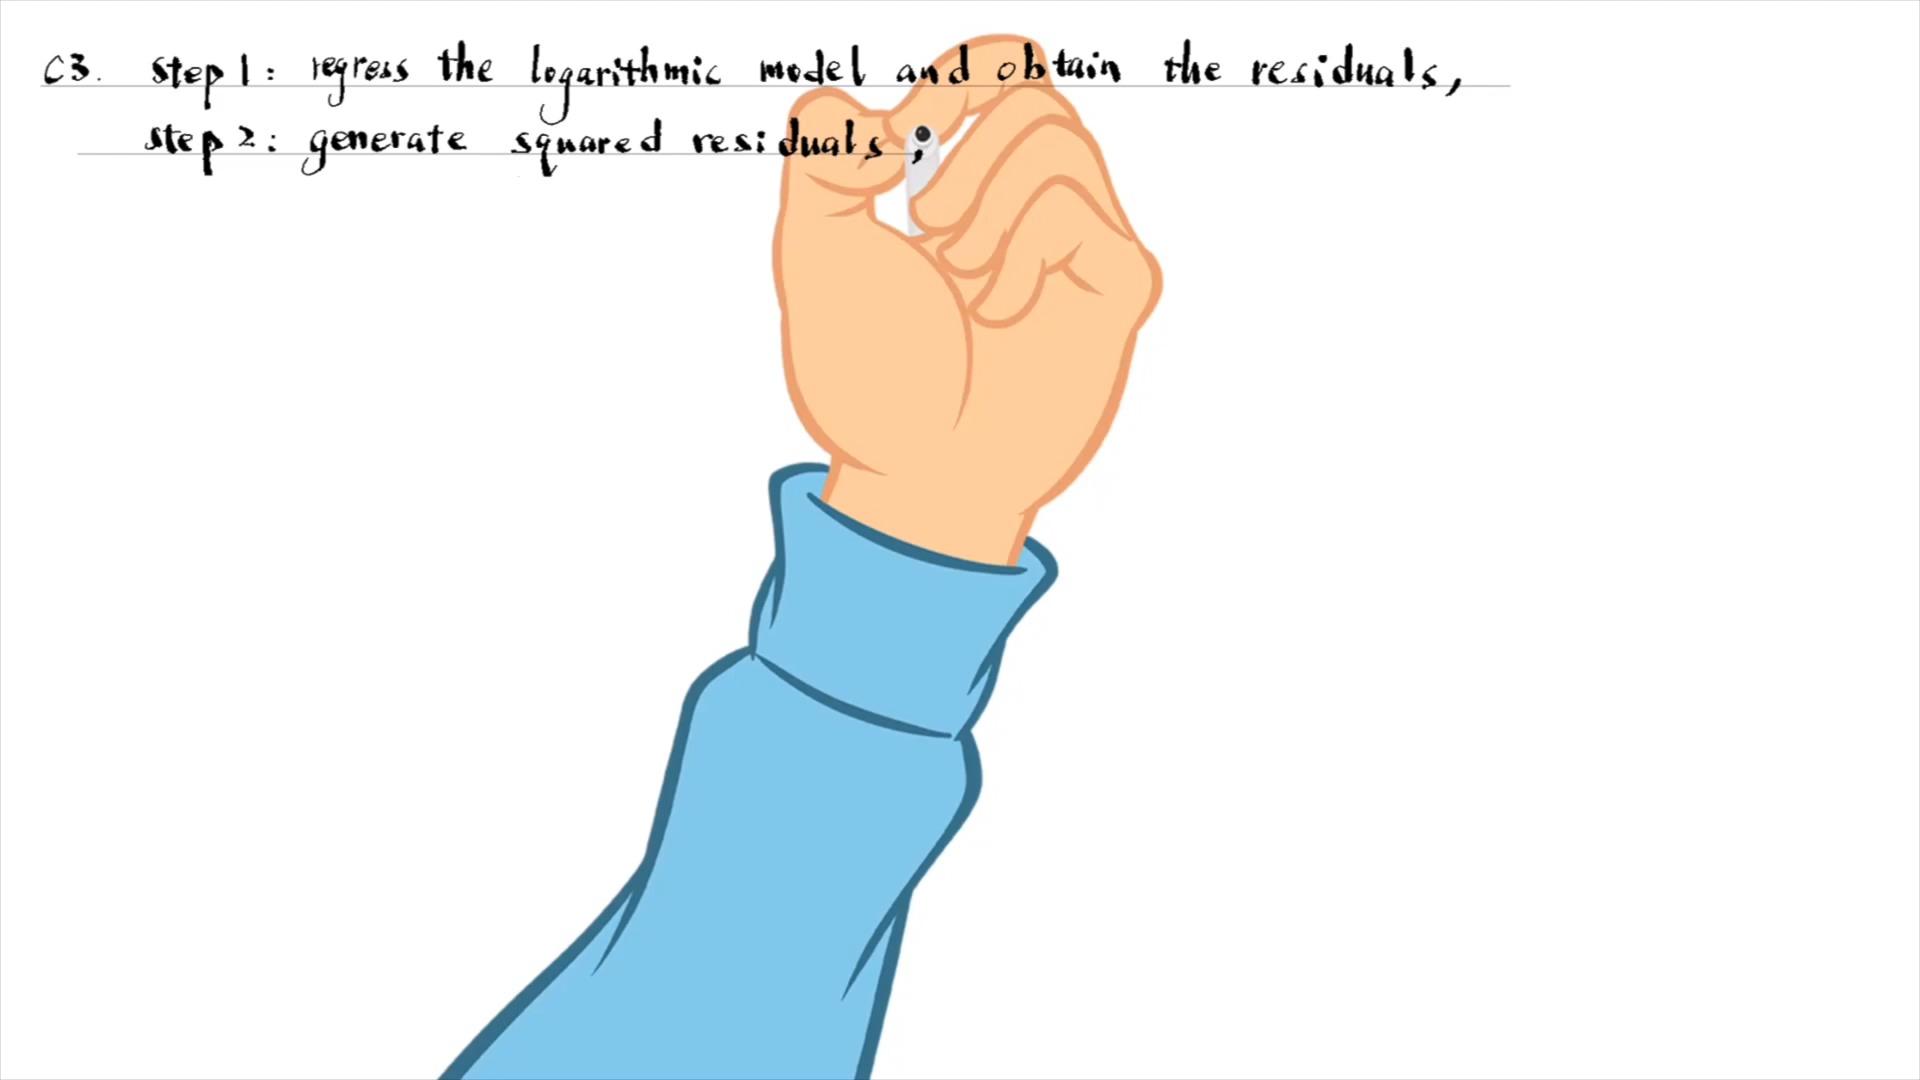 C3. step 1: regress the logarithmic model and obtain the residuals,
step 2: generate squared residuals,